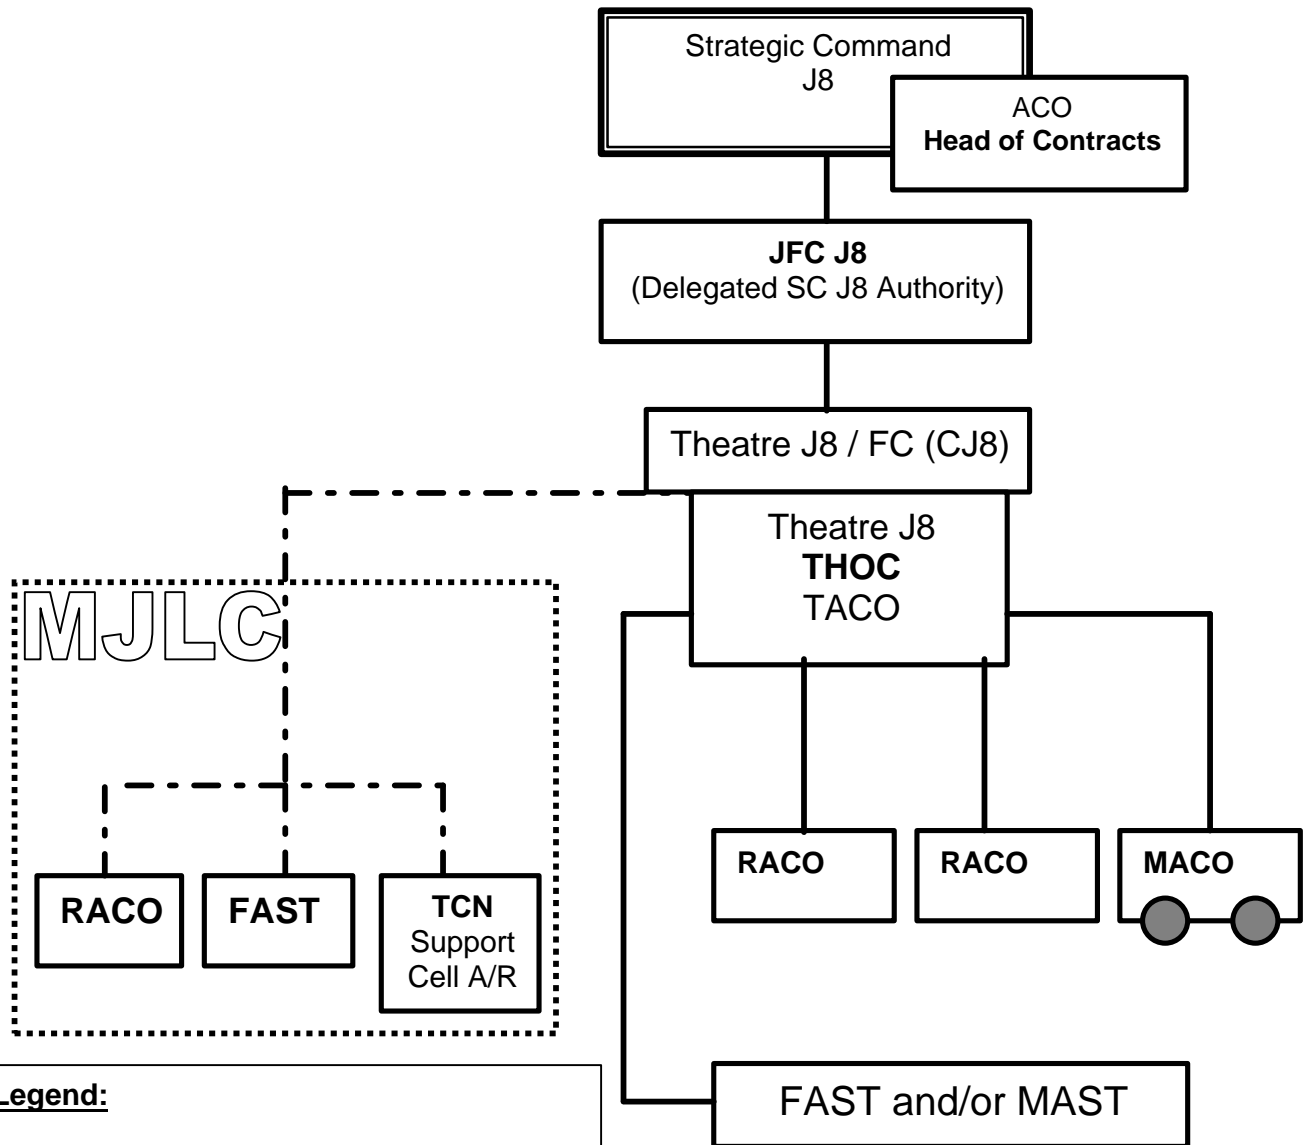 Strategic Command
J8
ACO
Head of Contracts
JFC J8
(Delegated SC J8 Authority)
Theatre J8 / FC (CJ8)
Theatre J8
THOC
TACO
MJLC
RACO
FAST
TCN
Support
Cell A/R
RACO
RACO
MACO
FAST and/or MAST
Legend: